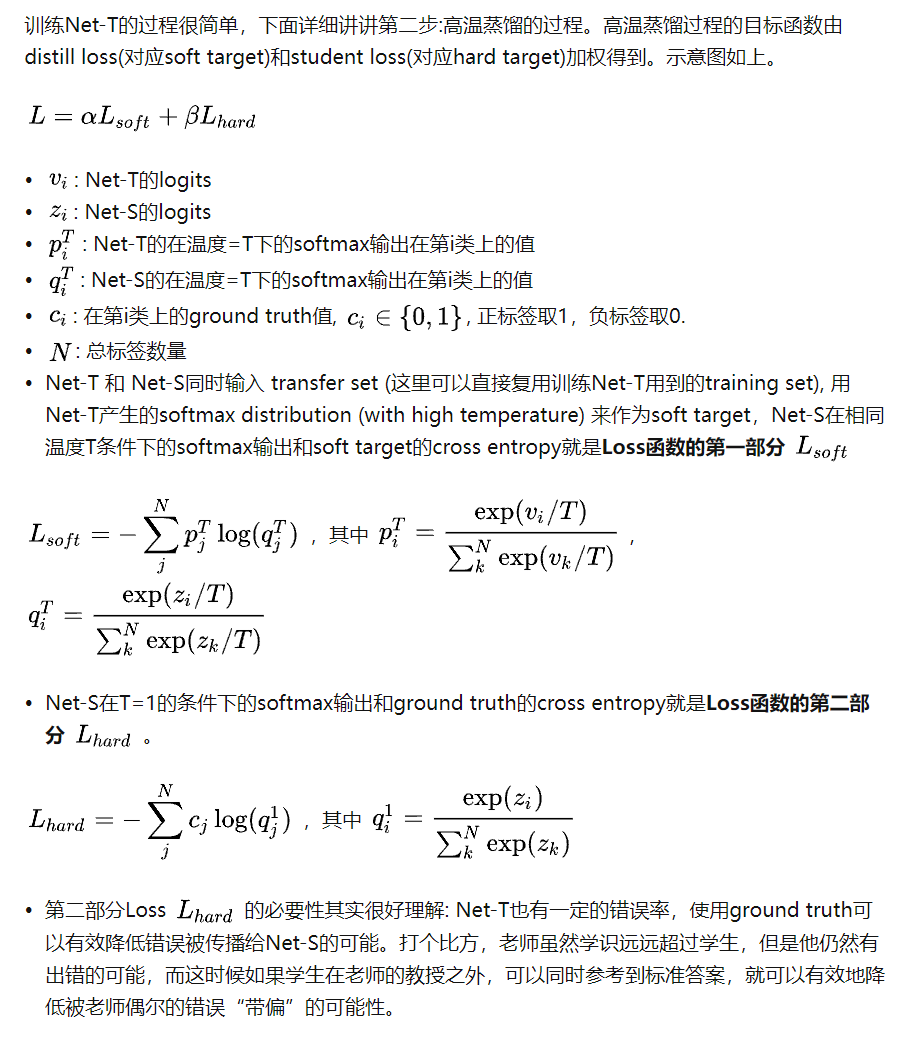 训练Net-T的过程很简单，下面详细讲讲第二步:高温蒸馏的过程。高温蒸馏过程的目标函数由
distill loss(对应soft target)和student loss(对应hard target)加权得到。示意图如上。
L = αL_{soft} + βL_{hard}
• v_i : Net-T的logits
• z_i : Net-S的logits
• p_i^T : Net-T的在温度=T下的softmax输出在第i类上的值
• q_i^T : Net-S的在温度=T下的softmax输出在第i类上的值
• c_i : 在第i类上的ground truth值, c_i ∈ {0, 1}, 正标签取1，负标签取0.
• N : 总标签数量
• Net-T 和 Net-S同时输入 transfer set (这里可以直接复用训练Net-T用到的training set), 用
Net-T产生的softmax distribution (with high temperature) 来作为soft target，Net-S在相同
温度T条件下的softmax输出和soft target的cross entropy就是Loss函数的第一部分 L_{soft}
L_{soft} = −\sum_j^N p_j^T log(q_j^T) ，其中 p_i^T = \frac{exp(v_i/T)}{\sum_k^N exp(v_k/T)} ，
q_i^T = \frac{exp(z_i/T)}{\sum_k^N exp(z_k/T)}
• Net-S在T=1的条件下的softmax输出和ground truth的cross entropy就是Loss函数的第二部
分 L_{hard} 。
L_{hard} = −\sum_j^N c_j log(q_j^1) ，其中 q_i^1 = \frac{exp(z_i)}{\sum_k^N exp(z_k)}
• 第二部分Loss L_{hard} 的必要性其实很好理解: Net-T也有一定的错误率，使用ground truth可
以有效降低错误被传播给Net-S的可能。打个比方，老师虽然学识远远超过学生，但是他仍然有
出错的可能，而这时候如果学生在老师的教授之外，可以同时参考到标准答案，就可以有效地降
低被老师偶尔的错误“带偏”的可能性。